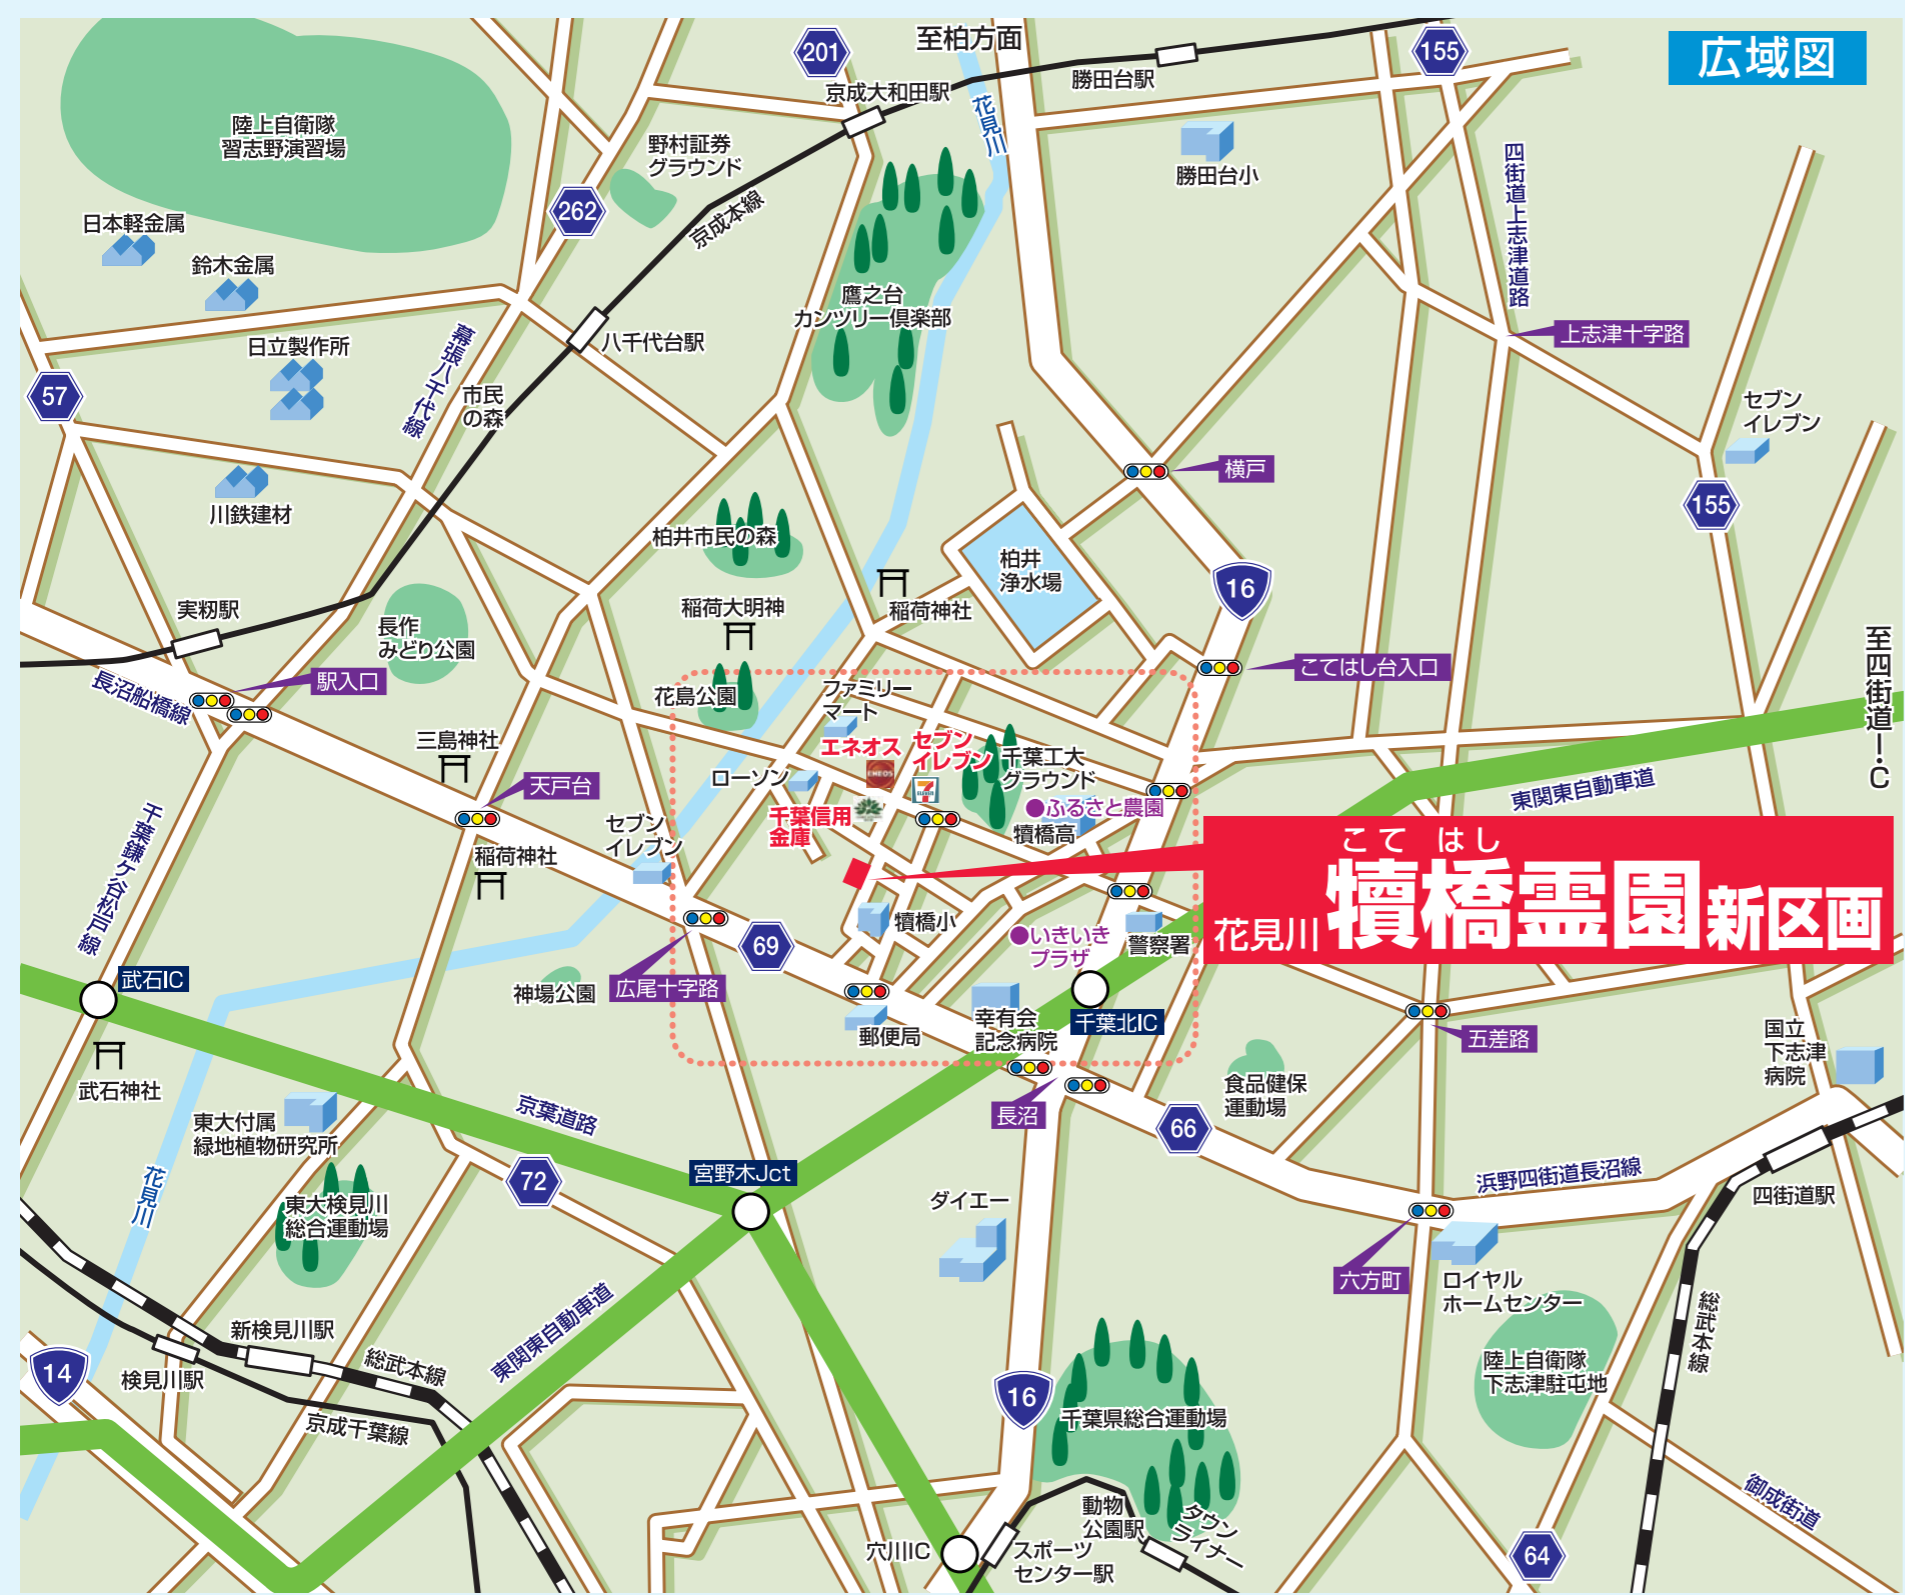 広域図
至柏方面
201
155
京成大和田駅
勝田台駅
花見川
陸上自衛隊
習志野演習場
野村証券
グラウンド
勝田台小
四街道上志津道路
262
京成本線
日本軽金属
鈴木金属
鷹之台
カンツリー倶楽部
日立製作所
幕張八千代線
八千代台駅
上志津十字路
57
市民
の森
セブン
イレブン
横戸
川鉄建材
155
柏井市民の森
柏井
浄水場
16
実籾駅
長作
みどり公園
稲荷大明神
稲荷神社
至四街道I・C
こてはし台入口
駅入口
長沼船橋線
花島公園
ファミリー
マート
三島神社
エネオス
ENEOS
セブン
イレブン
7
ELEVEN
千葉工大
グラウンド
天戸台
ローソン
東関東自動車道
千葉信用
金庫
ふるさと農園
犢橋高
セブン
イレブン
稲荷神社
千葉鎌ケ谷松戸線
こて はし
花見川 犢橋霊園 新区画
犢橋小
69
いきいき
プラザ
警察署
武石IC
神場公園
広尾十字路
幸有会
記念病院
千葉北IC
郵便局
五差路
国立
下志津
病院
武石神社
食品健保
運動場
長沼
東大付属
緑地植物研究所
京葉道路
66
宮野木Jct
72
浜野四街道長沼線
花見川
東大検見川
総合運動場
ダイエー
四街道駅
六方町
ロイヤル
ホームセンター
東関東自動車道
新検見川駅
総武本線
総武本線
14
検見川駅
陸上自衛隊
下志津駐屯地
16
京成千葉線
千葉県総合運動場
御成街道
動物
公園駅
タウン
ライナー
穴川IC
スポーツ
センター駅
64